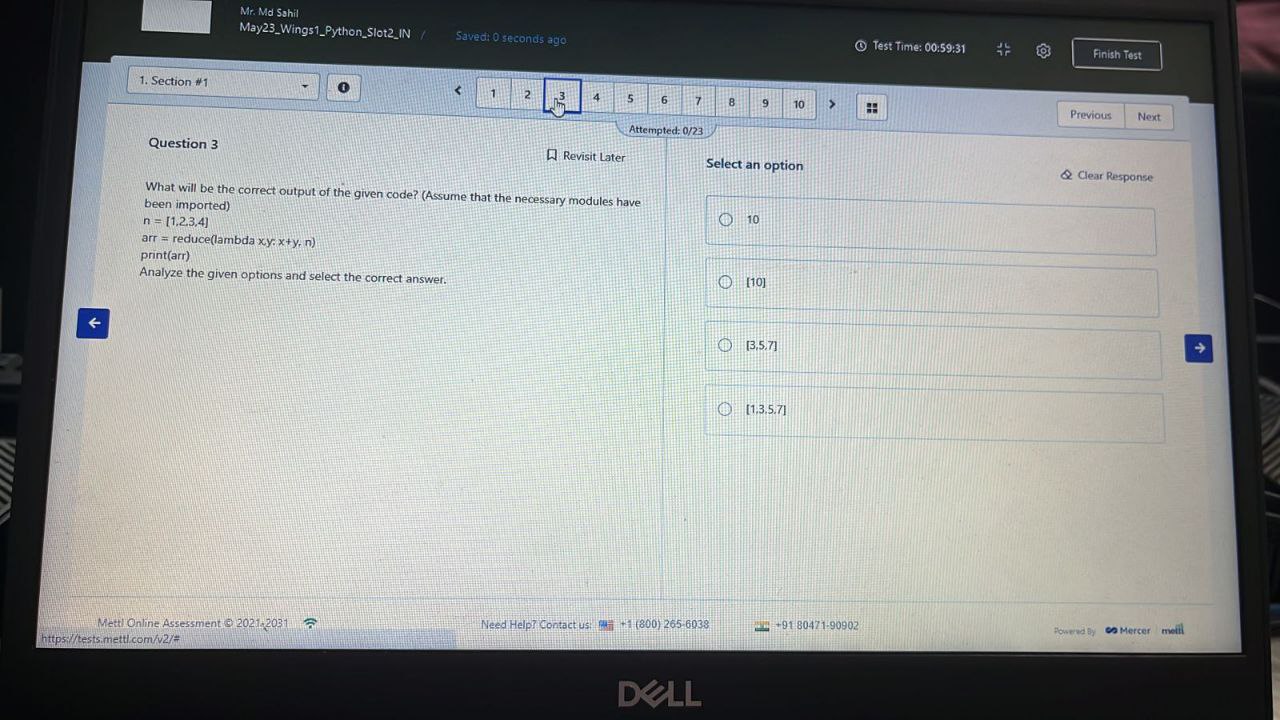 Mr. Md Sahil
May23_Wings1_Python_Slot2_IN / Saved: 0 seconds ago
Test Time: 00:59:31
Finish Test
1. Section #1
1 2 3 4 5 6 7 8 9 10
Previous Next
Attempted: 0/23
Question 3
Revisit Later
What will be the correct output of the given code? (Assume that the necessary modules have
been imported)
n = [1,2,3,4]
arr = reduce(lambda x,y: x+y, n)
print(arr)
Analyze the given options and select the correct answer.
Select an option
Clear Response
10
[10]
[3,5,7]
[1,3,5,7]
Mettl Online Assessment © 2021-2031
Need Help? Contact us: +1 (800) 265-6038 +91 80471-90902
Powered By Mercer mettl
https://tests.mettl.com/v2/#
DELL